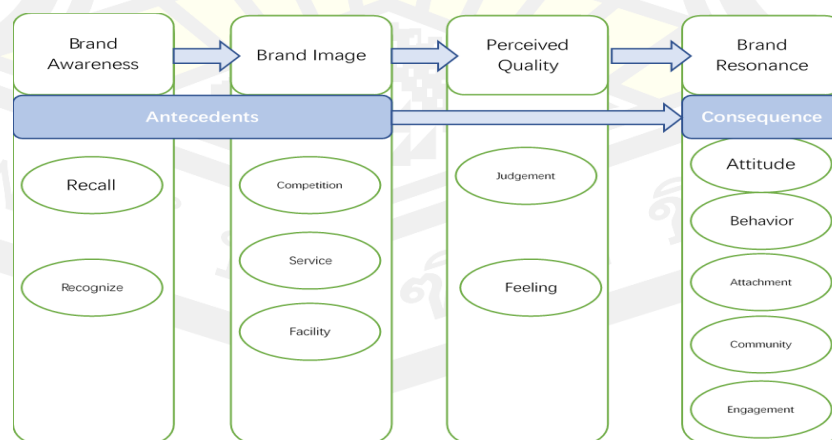 Brand
Awareness
Brand Image
Perceived
Quality
Brand
Resonance
Antecedents
Consequence
Recall
Competition
Judgement
Attitude
Behavior
Service
Recognize
Feeling
Attachment
Facility
Community
Engagement